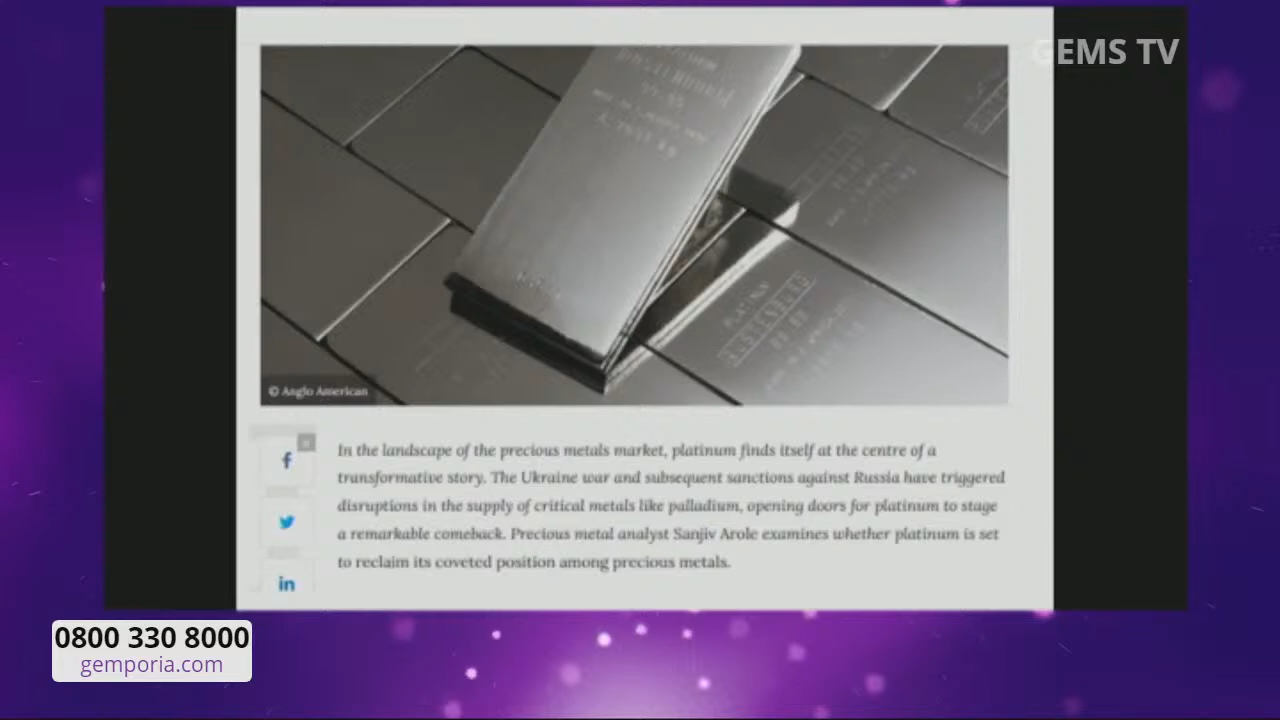 GEMS TV
PLATINUM
© Anglo American
In the landscape of the precious metals market, platinum finds itself at the centre of a
transformative story. The Ukraine war and subsequent sanctions against Russia have triggered
disruptions in the supply of critical metals like palladium, opening doors for platinum to stage
a remarkable comeback. Precious metal analyst Sanjiv Arole examines whether platinum is set
to reclaim its coveted position among precious metals.
f
in
0800 330 8000
gemporia.com